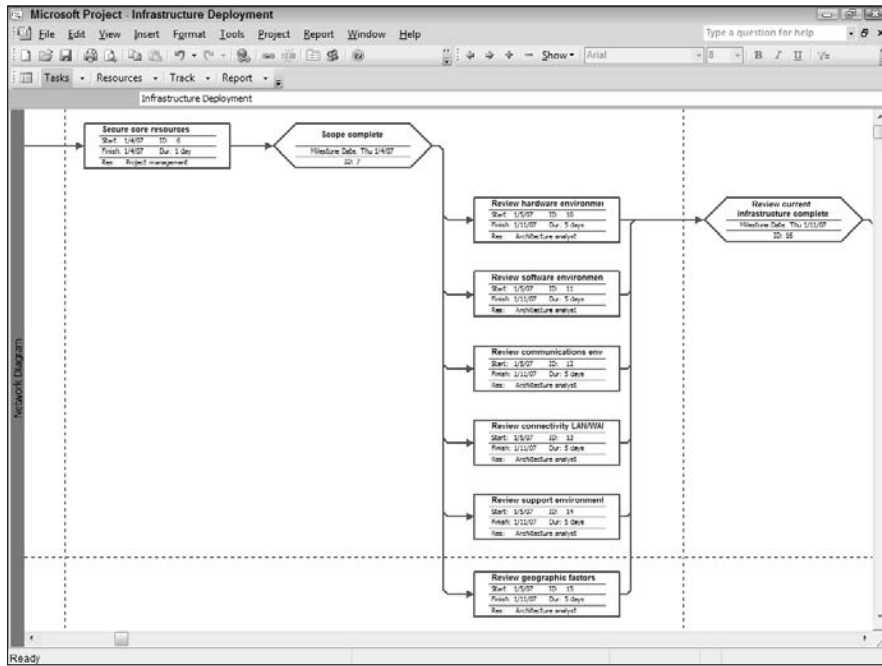 Microsoft Project - Infrastructure Deployment
File Edit View Insert Format Tools Project Report Window Help
Type a question for help
Show Arial 8 B I U
Tasks Resources Track Report
Infrastructure Deployment
Network Diagram
Secure core resources
Start: 1/4/07 ID: 6
Finish: 1/4/07 Dur: 1 day
Res: Project management
Scope complete
Milestone Date: Thu 1/4/07
ID: 7
Review hardware environmen
Start: 1/5/07 ID: 10
Finish: 1/11/07 Dur: 5 days
Res: Architecture analyst
Review software environmen
Start: 1/5/07 ID: 11
Finish: 1/11/07 Dur: 5 days
Res: Architecture analyst
Review communications env
Start: 1/5/07 ID: 12
Finish: 1/11/07 Dur: 5 days
Res: Architecture analyst
Review connectivity LAN/WAN
Start: 1/5/07 ID: 13
Finish: 1/11/07 Dur: 5 days
Res: Architecture analyst
Review support environment
Start: 1/5/07 ID: 14
Finish: 1/11/07 Dur: 5 days
Res: Architecture analyst
Review geographic factors
Start: 1/5/07 ID: 15
Finish: 1/11/07 Dur: 5 days
Res: Architecture analyst
Review current
infrastructure complete
Milestone Date: Thu 1/11/07
ID: 16
Ready